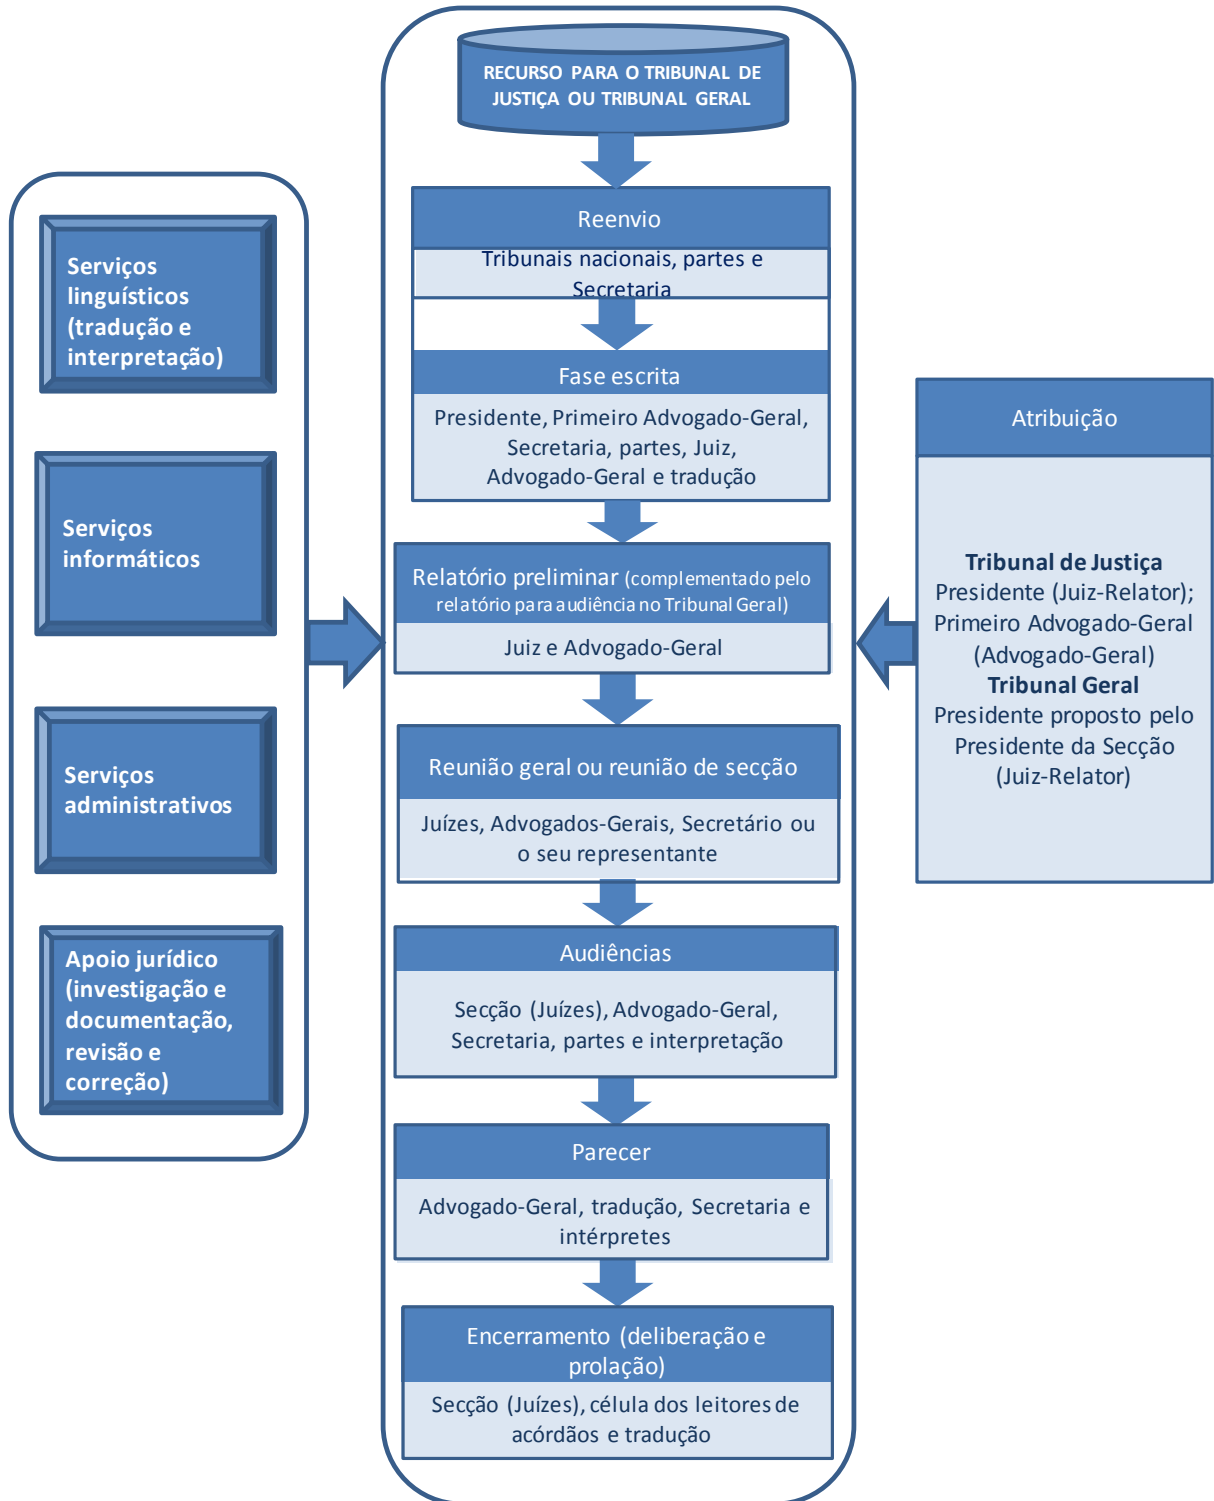 RECURSO PARA O TRIBUNAL DE
JUSTIÇA OU TRIBUNAL GERAL
Reenvio
Tribunais nacionais, partes e
Secretaria
Fase escrita
Presidente, Primeiro Advogado-Geral,
Secretaria, partes, Juiz,
Advogado-Geral e tradução
Relatório preliminar (complementado pelo
relatório para audiência no Tribunal Geral)
Juiz e Advogado-Geral
Reunião geral ou reunião de secção
Juízes, Advogados-Gerais, Secretário ou
o seu representante
Audiências
Secção (Juízes), Advogado-Geral,
Secretaria, partes e interpretação
Parecer
Advogado-Geral, tradução, Secretaria e
intérpretes
Encerramento (deliberação e
prolação)
Secção (Juízes), célula dos leitores de
acórdãos e tradução
Serviços
linguísticos
(tradução e
interpretação)
Serviços
informáticos
Serviços
administrativos
Apoio jurídico
(investigação e
documentação,
revisão e
correção)
Atribuição
Tribunal de Justiça
Presidente (Juiz-Relator);
Primeiro Advogado-Geral
(Advogado-Geral)
Tribunal Geral
Presidente proposto pelo
Presidente da Secção
(Juiz-Relator)